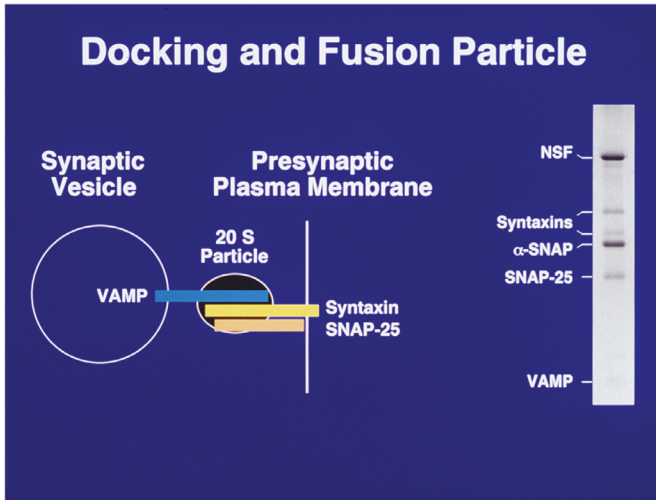 Docking and Fusion Particle
Synaptic
Vesicle
Presynaptic
Plasma Membrane
20 S
Particle
VAMP
Syntaxin
SNAP-25
NSF
Syntaxins
α-SNAP
SNAP-25
VAMP